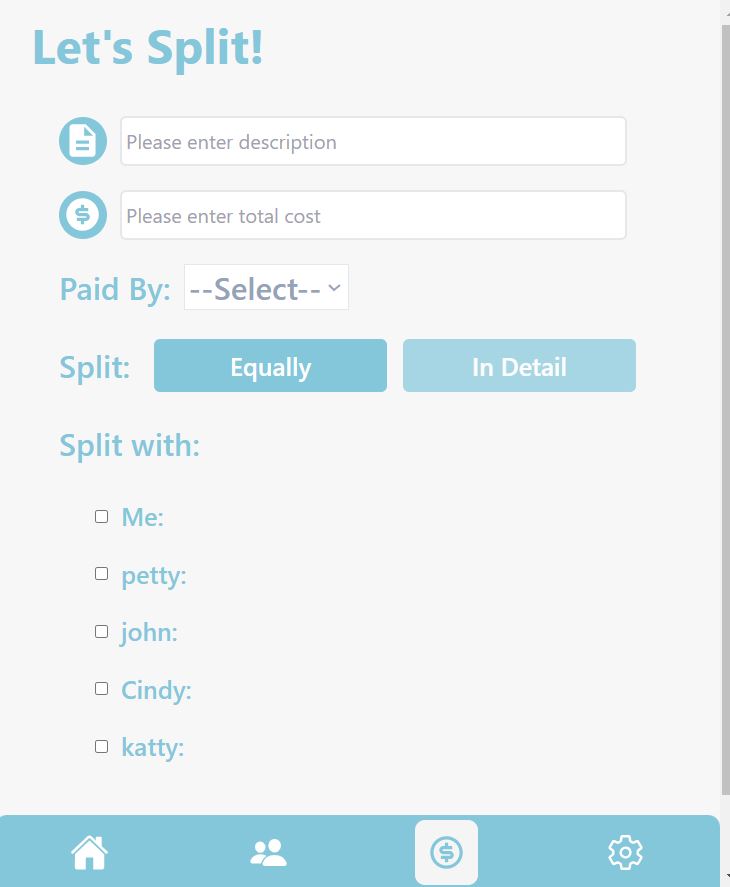 Let's Split!
Please enter description
Please enter total cost
Paid By: --Select--
Split: Equally In Detail
Split with:
Me:
petty:
john:
Cindy:
katty: